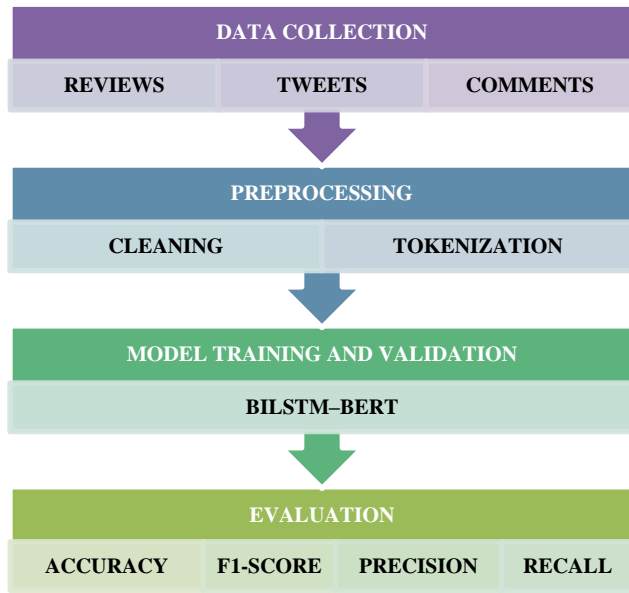 DATA COLLECTION
REVIEWS TWEETS COMMENTS
PREPROCESSING
CLEANING TOKENIZATION
MODEL TRAINING AND VALIDATION
BILSTM–BERT
EVALUATION
ACCURACY F1-SCORE PRECISION RECALL